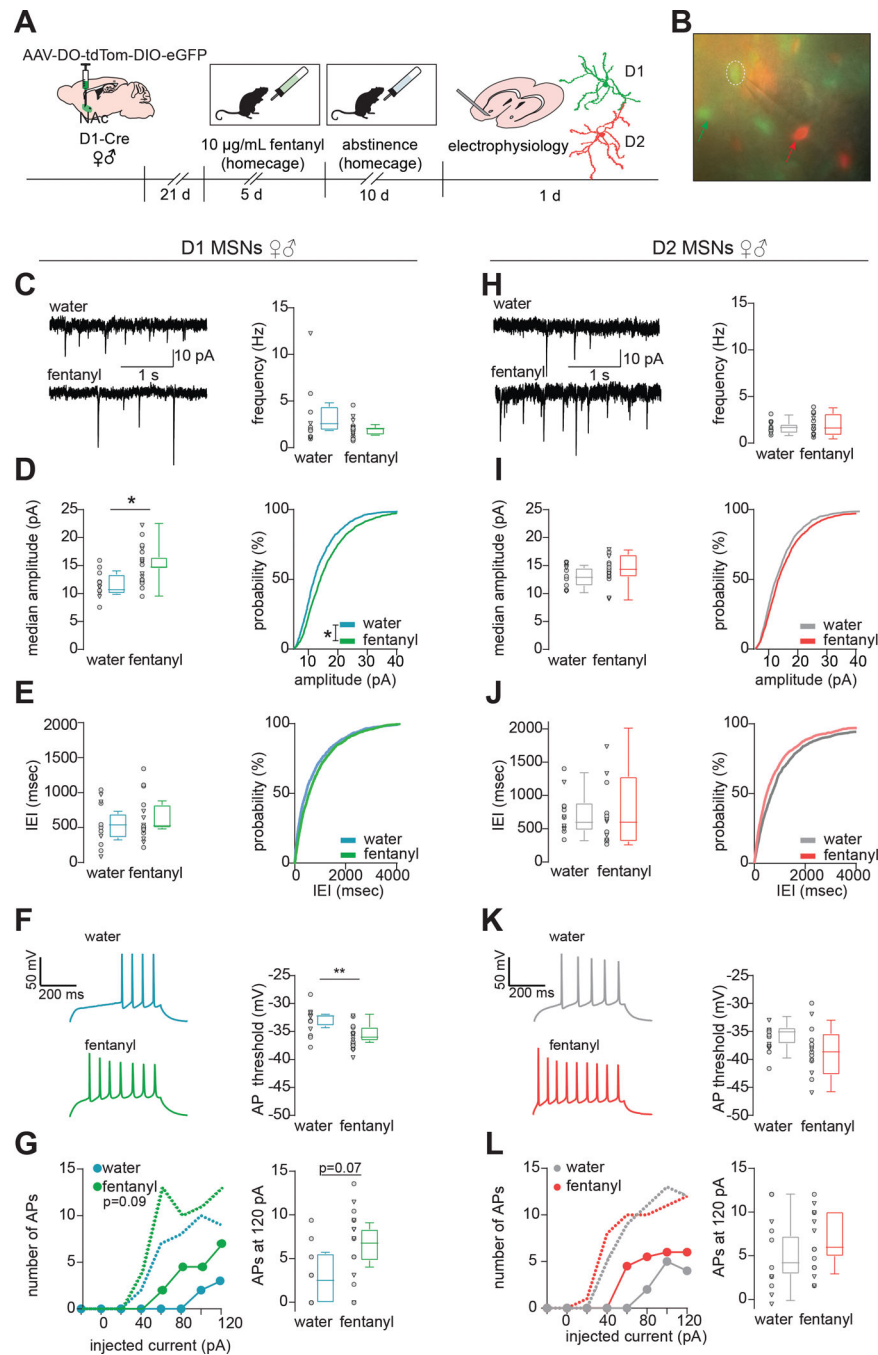 A
B
AAV-DO-tdTom-DIO-eGFP
NAc
D1-Cre
♀♂
10 µg/mL fentanyl
(homecage)
abstinence
(homecage)
electrophysiology
D1
D2
21 d
5 d
10 d
1 d
D1 MSNs ♀♂
D2 MSNs ♀♂
C
water
10 pA
1 s
fentanyl
frequency (Hz)
15
10
5
0
water fentanyl
H
water
10 pA
1 s
fentanyl
frequency (Hz)
15
10
5
0
water fentanyl
D
median amplitude (pA)
25
20
15
10
5
0
*
water fentanyl
probability (%)
100
50
0
*
water
fentanyl
10 20 30 40
amplitude (pA)
I
median amplitude (pA)
25
20
15
10
5
0
water fentanyl
probability (%)
100
50
0
water
fentanyl
10 20 30 40
amplitude (pA)
E
IEI (msec)
2000
1500
1000
500
0
water fentanyl
probability (%)
100
50
0
water
fentanyl
0 2000 4000
IEI (msec)
J
IEI (msec)
2000
1500
1000
500
0
water fentanyl
probability (%)
100
50
0
water
fentanyl
0 2000 4000
IEI (msec)
F
water
50 mV
200 ms
fentanyl
AP threshold (mV)
-25
-30
-35
-40
-45
-50
**
water fentanyl
K
water
50 mV
200 ms
fentanyl
AP threshold (mV)
-25
-30
-35
-40
-45
-50
water fentanyl
G
number of APs
15
10
5
0
water
fentanyl
p=0.09
0 40 80 120
injected current (pA)
APs at 120 pA
15
10
5
0
p=0.07
water fentanyl
L
number of APs
15
10
5
0
water
fentanyl
0 40 80 120
injected current (pA)
APs at 120 pA
15
10
5
0
water fentanyl